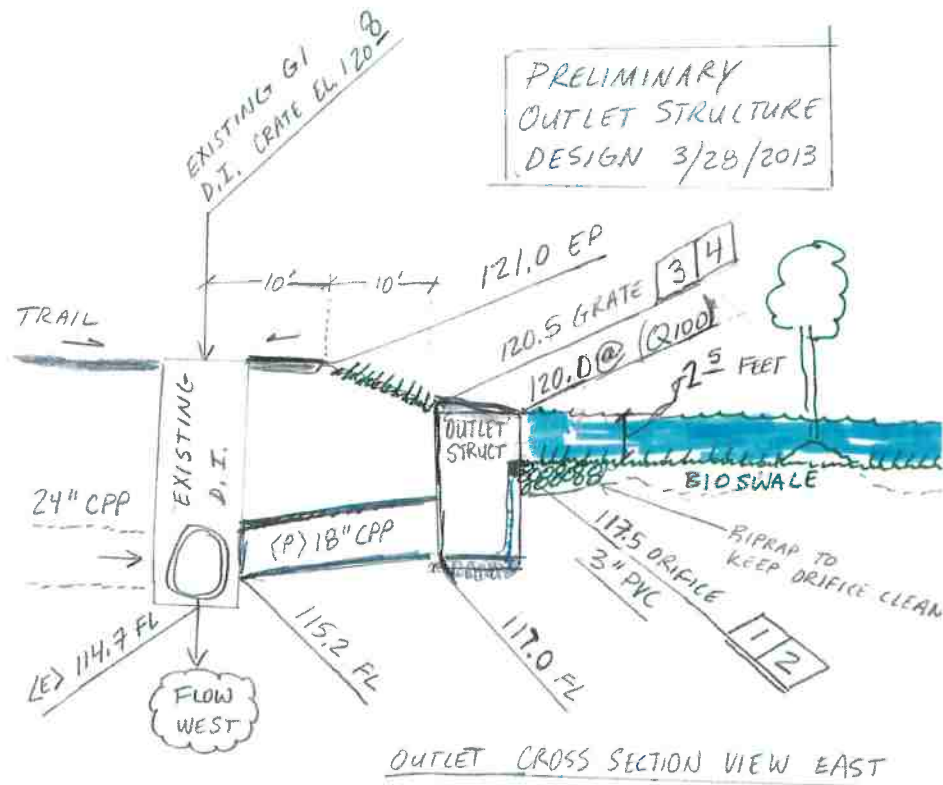 PRELIMINARY
OUTLET STRUCTURE
DESIGN 3/28/2013
EXISTING GI
D.I. GRATE EL. 120.8
10'
10'
121.0 EP
120.5 GRATE 3 4
120.0 @ (Q100)
2.5 FEET
TRAIL
EXISTING
D.I.
OUTLET
STRUCT
BIOSWALE
24" CPP
(P) 18" CPP
RIPRAP TO
KEEP ORIFICE CLEAN
117.5 ORIFICE
3" PVC
1 2
<E> 114.7 FL
115.2 FL
117.0 FL
FLOW
WEST
OUTLET CROSS SECTION VIEW EAST